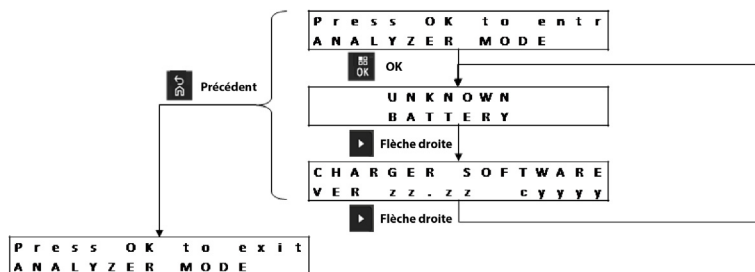 Press OK to entr
ANALYZER MODE
OK
OK
Précédent
UNKNOWN
BATTERY
Flèche droite
CHARGER SOFTWARE
VER zz.zz cyyyy
Flèche droite
Press OK to exit
ANALYZER MODE